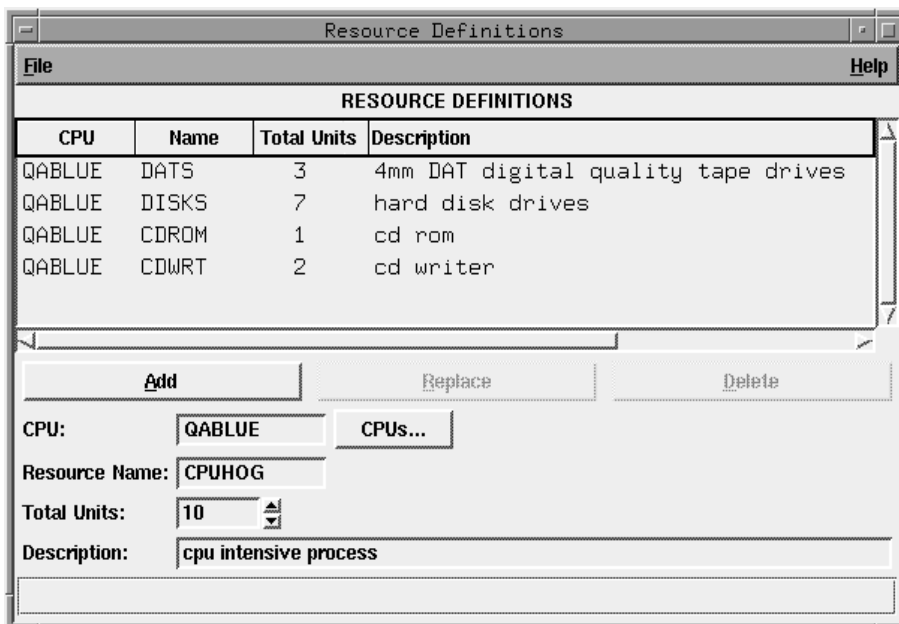 Resource Definitions
File Help
RESOURCE DEFINITIONS
CPU Name Total Units Description
QABLUE DATS 3 4mm DAT digital quality tape drives
QABLUE DISKS 7 hard disk drives
QABLUE CDROM 1 cd rom
QABLUE CDWRT 2 cd writer
Add Replace Delete
CPU: QABLUE CPUs...
Resource Name: CPUHOG
Total Units: 10
Description: cpu intensive process